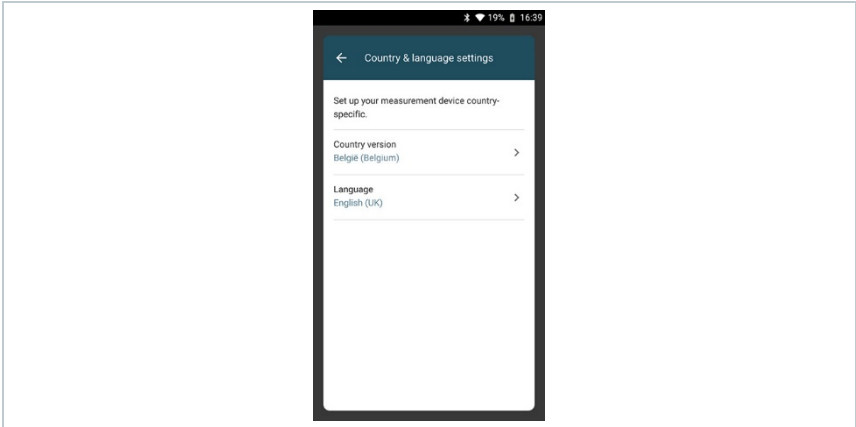 19% 16:39
Country & language settings
Set up your measurement device country-
specific.
Country version
België (Belgium)
Language
English (UK)